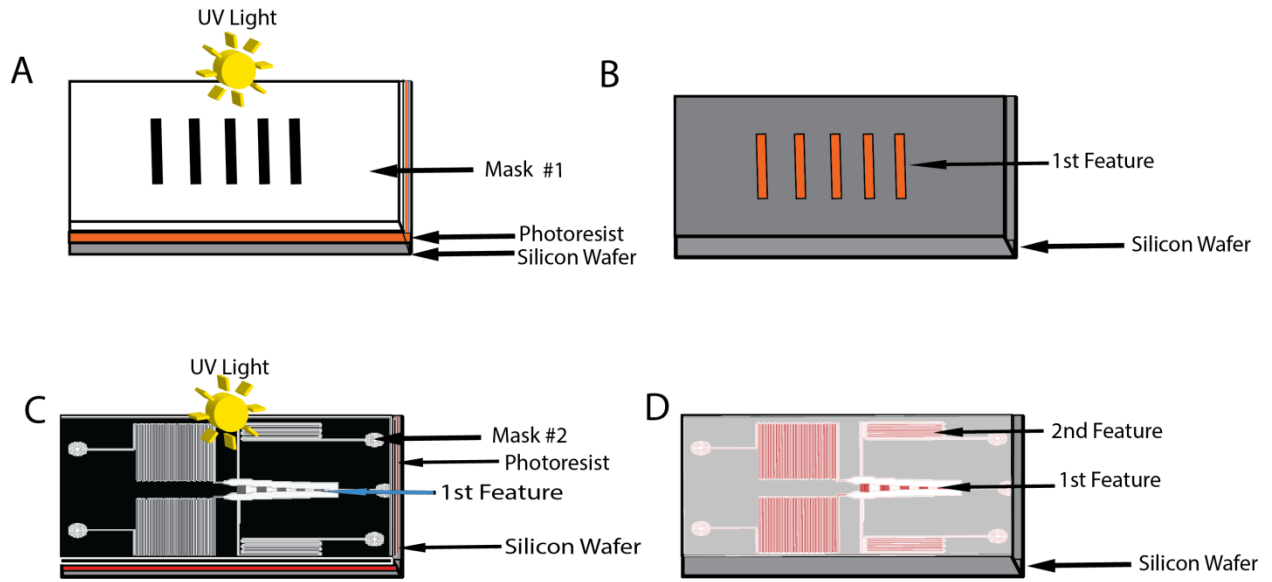 UV Light
A
Mask #1
Photoresist
Silicon Wafer
B
1st Feature
Silicon Wafer
UV Light
C
Mask #2
Photoresist
1st Feature
Silicon Wafer
D
2nd Feature
1st Feature
Silicon Wafer